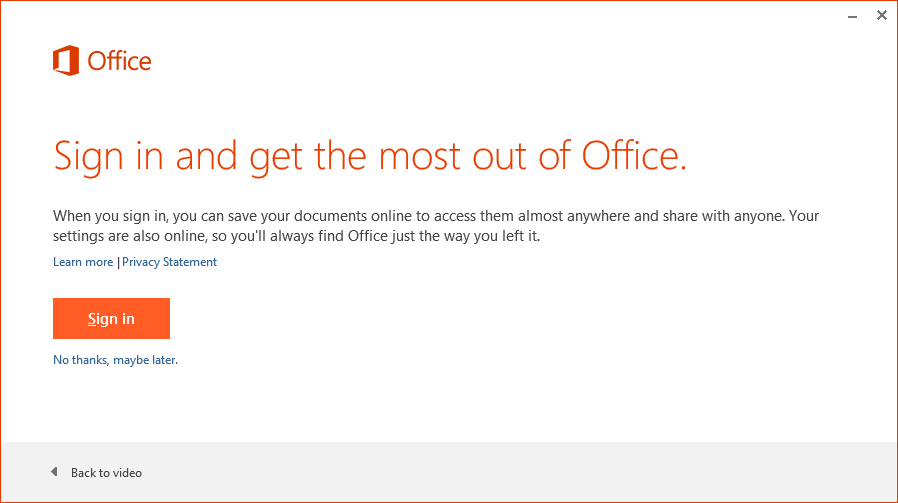 Office
Sign in and get the most out of Office.
When you sign in, you can save your documents online to access them almost anywhere and share with anyone. Your
settings are also online, so you'll always find Office just the way you left it.
Learn more | Privacy Statement
Sign in
No thanks, maybe later.
Back to video